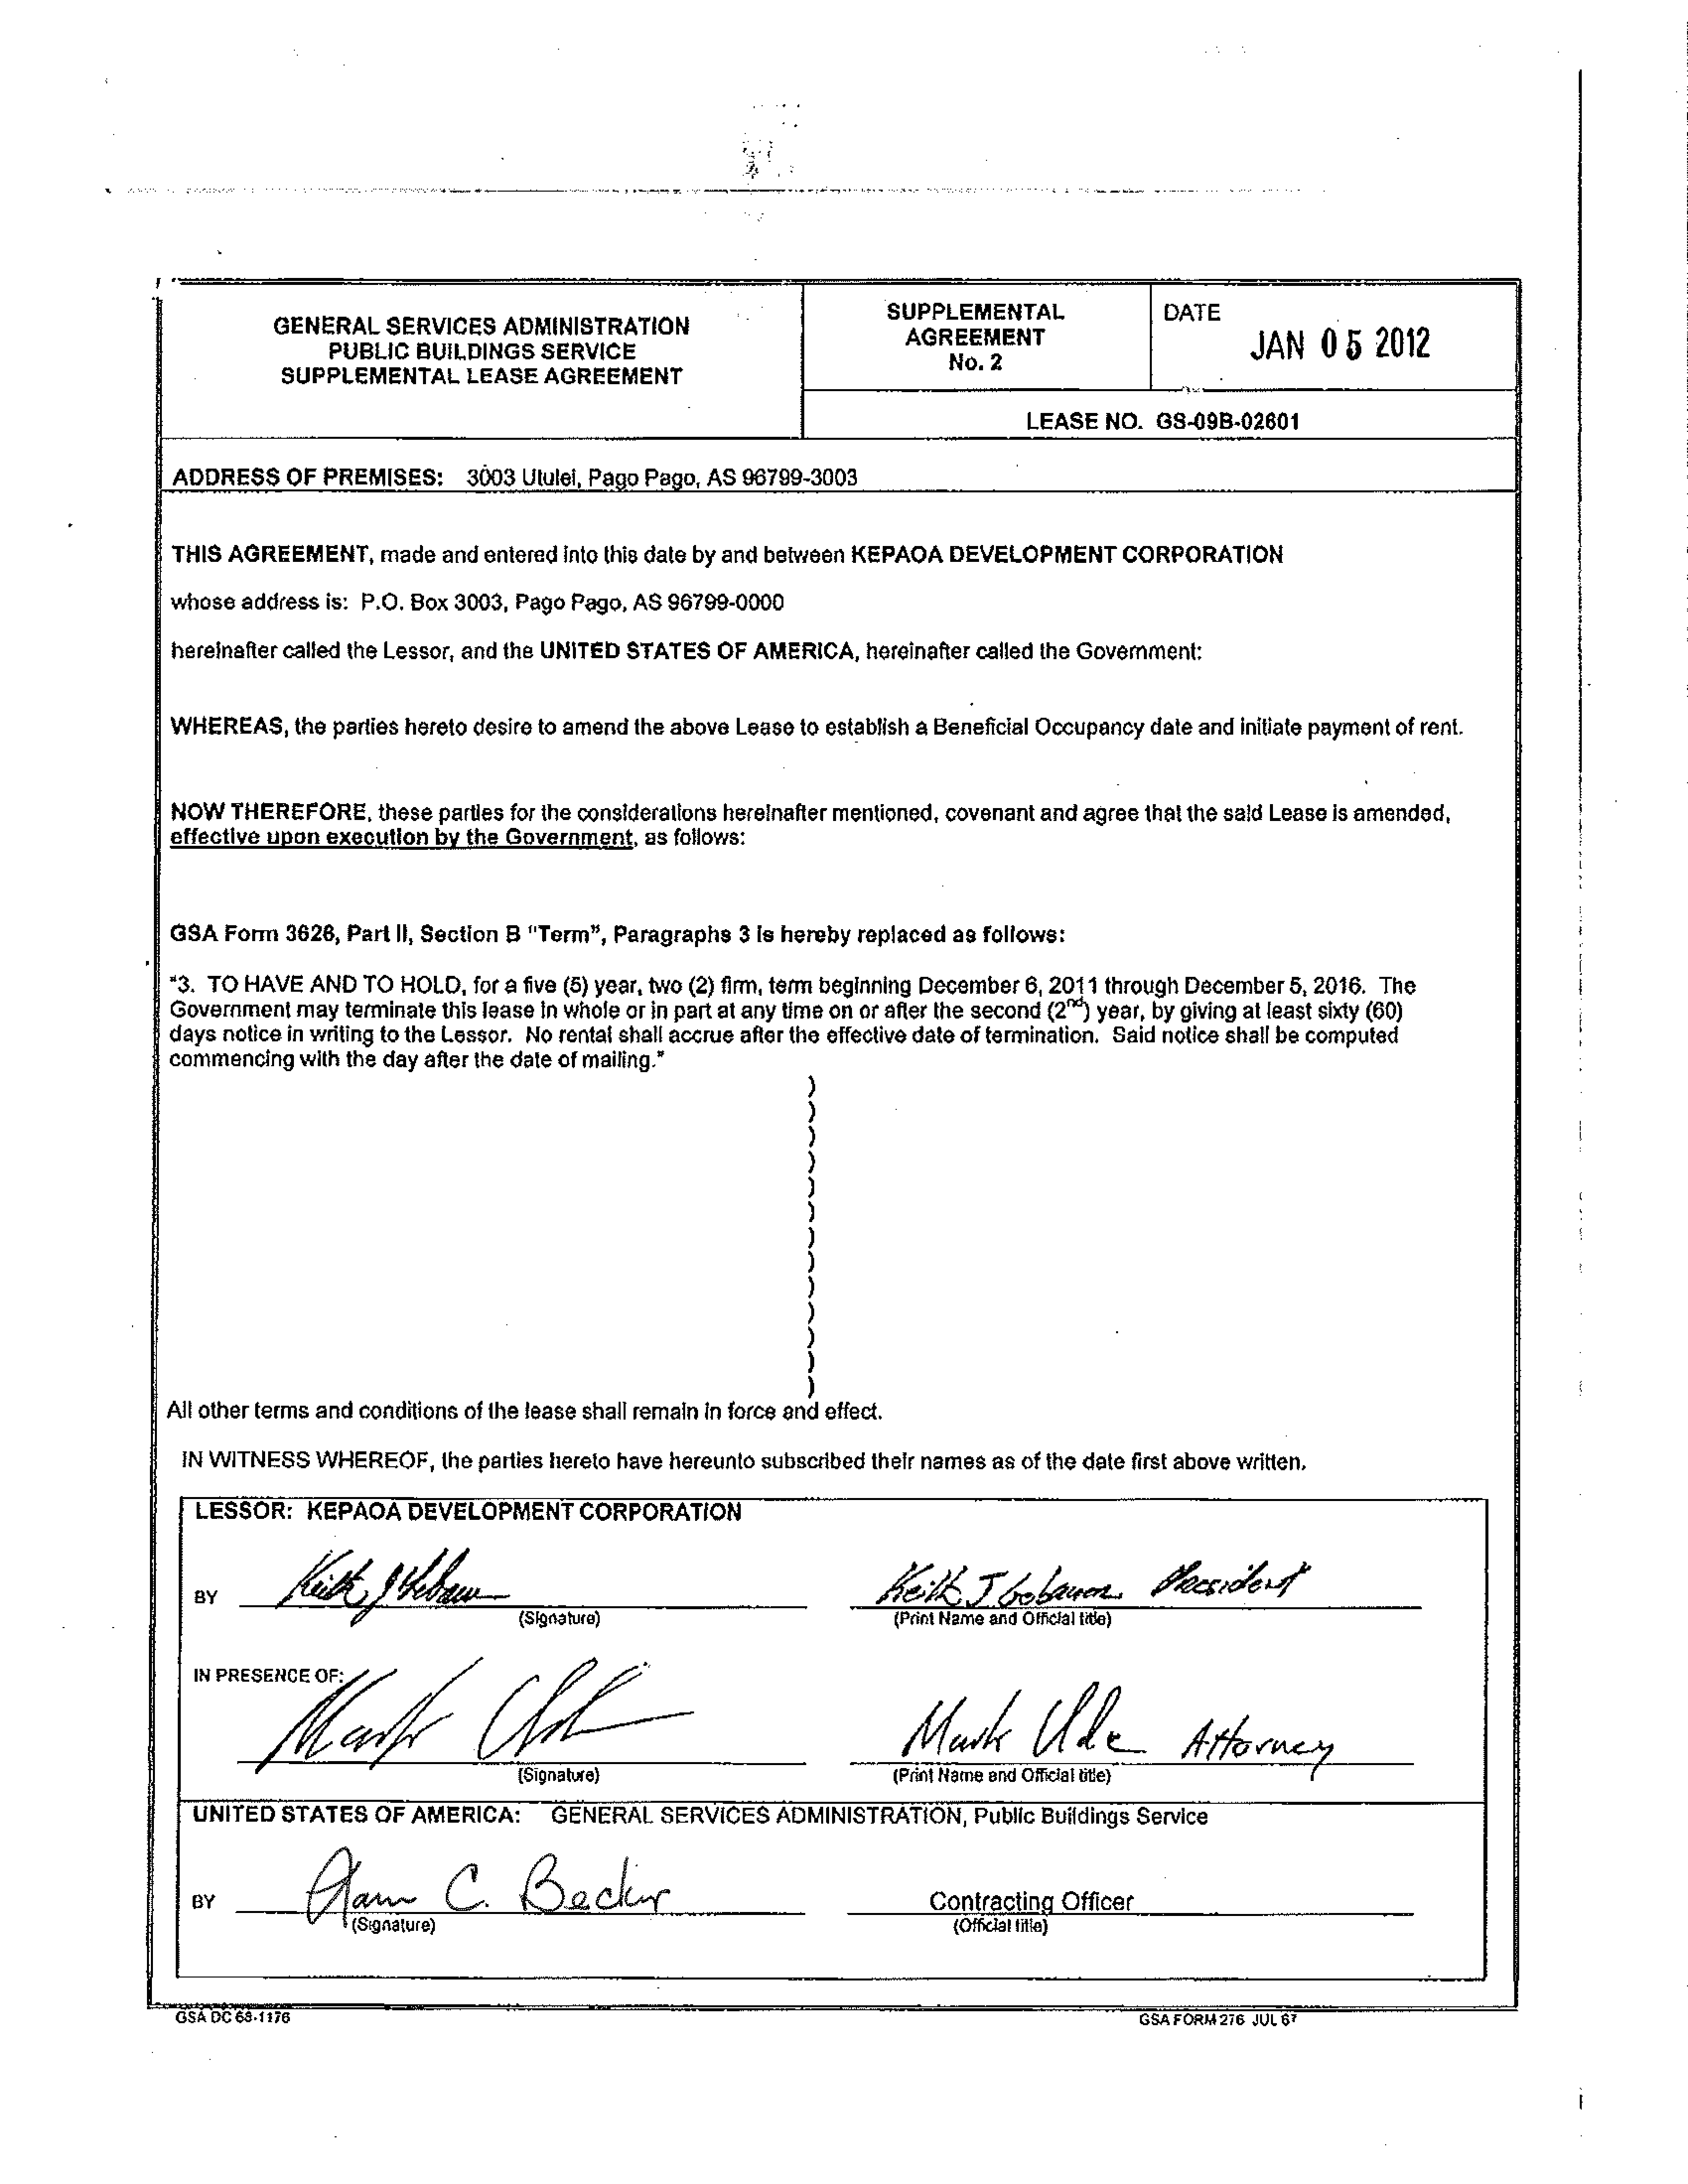 GENERAL SERVICES ADMINISTRATION
PUBLIC BUILDINGS SERVICE
SUPPLEMENTAL LEASE AGREEMENT
SUPPLEMENTAL
AGREEMENT
No. 2
DATE
JAN 05 2012
LEASE NO. GS-09B-02601
ADDRESS OF PREMISES: 3003 Utulei, Pago Pago, AS 96799-3003
THIS AGREEMENT, made and entered into this date by and between KEPAOA DEVELOPMENT CORPORATION
whose address is: P.O. Box 3003, Pago Pago, AS 96799-0000
hereinafter called the Lessor, and the UNITED STATES OF AMERICA, hereinafter called the Government:
WHEREAS, the parties hereto desire to amend the above Lease to establish a Beneficial Occupancy date and initiate payment of rent.
NOW THEREFORE, these parties for the considerations hereinafter mentioned, covenant and agree that the said Lease is amended,
effective upon execution by the Government, as follows:
GSA Form 3626, Part II, Section B "Term", Paragraphs 3 is hereby replaced as follows:
"3. TO HAVE AND TO HOLD, for a five (5) year, two (2) firm, term beginning December 6, 2011 through December 5, 2016. The
Government may terminate this lease in whole or in part at any time on or after the second (2nd) year, by giving at least sixty (60)
days notice in writing to the Lessor. No rental shall accrue after the effective date of termination. Said notice shall be computed
commencing with the day after the date of mailing."
)
)
)
)
)
)
)
)
)
)
)
)
)
All other terms and conditions of the lease shall remain in force and effect.
IN WITNESS WHEREOF, the parties hereto have hereunto subscribed their names as of the date first above written.
LESSOR: KEPAOA DEVELOPMENT CORPORATION
BY Keith J
Keith J President
(Signature)
(Print Name and Official title)
IN PRESENCE OF:
Mark
Mark Ude Attorney
(Signature)
(Print Name and Official title)
UNITED STATES OF AMERICA: GENERAL SERVICES ADMINISTRATION, Public Buildings Service
BY C. Becker
Contracting Officer
(Signature)
(Official title)
GSA DC 68-1176
GSA FORM 276 JUL 67